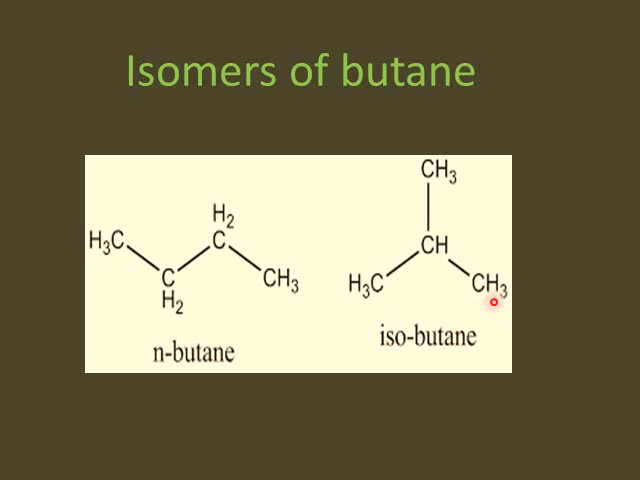 Isomers of butane
H₂
H₃C C CH₃
C
H₂
n-butane
CH₃
CH
H₃C CH₃
iso-butane